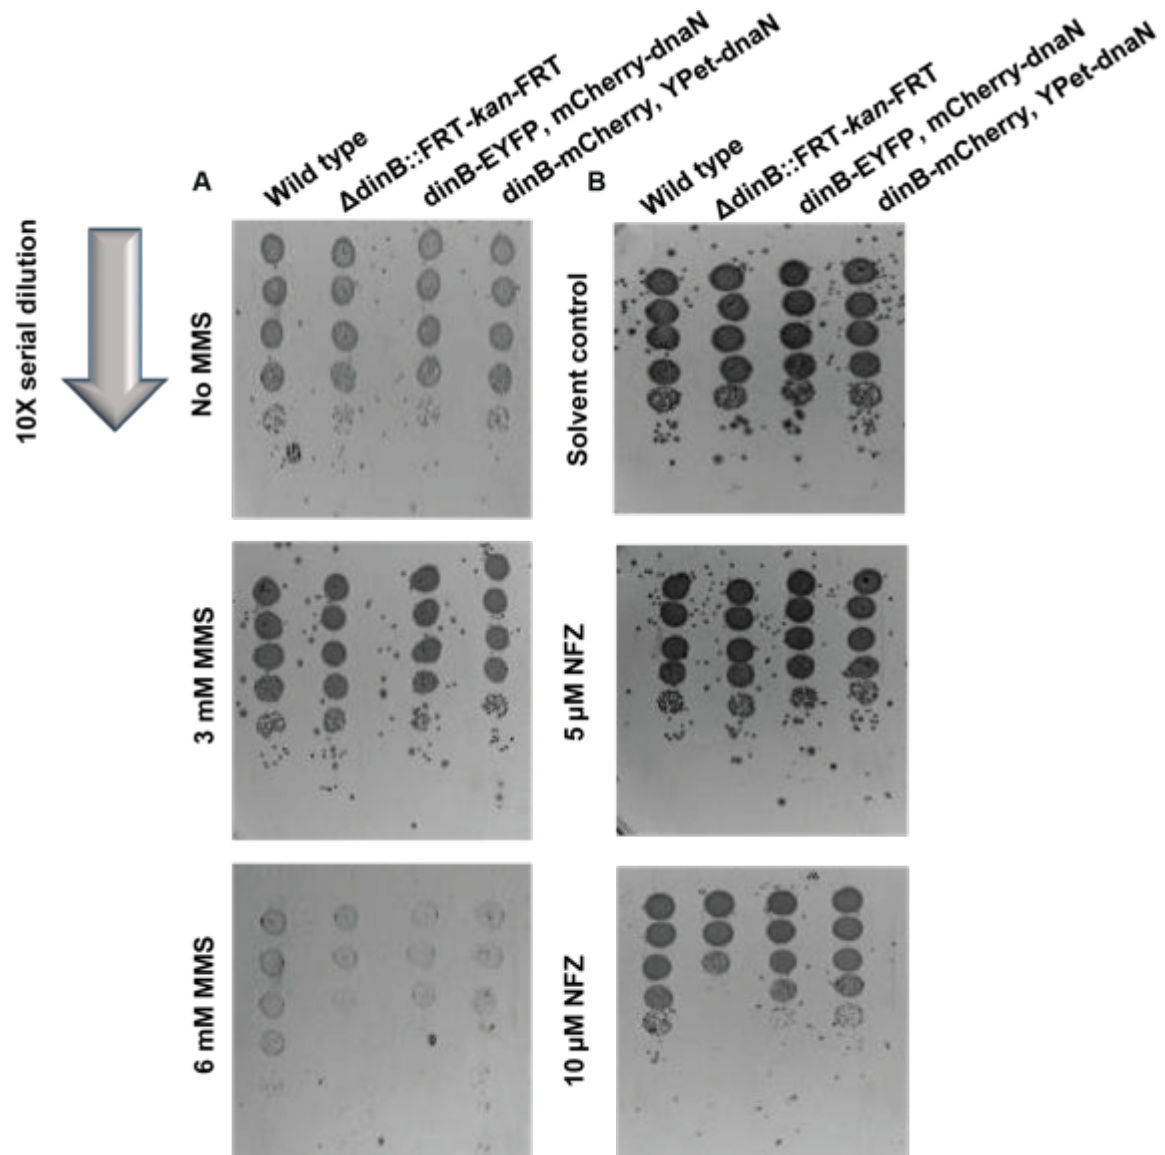 A
Wild type
ΔdinB::FRT-kan-FRT
dinB-EYFP, mCherry-dnaN
dinB-mCherry, YPet-dnaN
B
Wild type
ΔdinB::FRT-kan-FRT
dinB-EYFP, mCherry-dnaN
dinB-mCherry, YPet-dnaN
10X serial dilution
No MMS
Solvent control
3 mM MMS
5 µM NFZ
6 mM MMS
10 µM NFZ